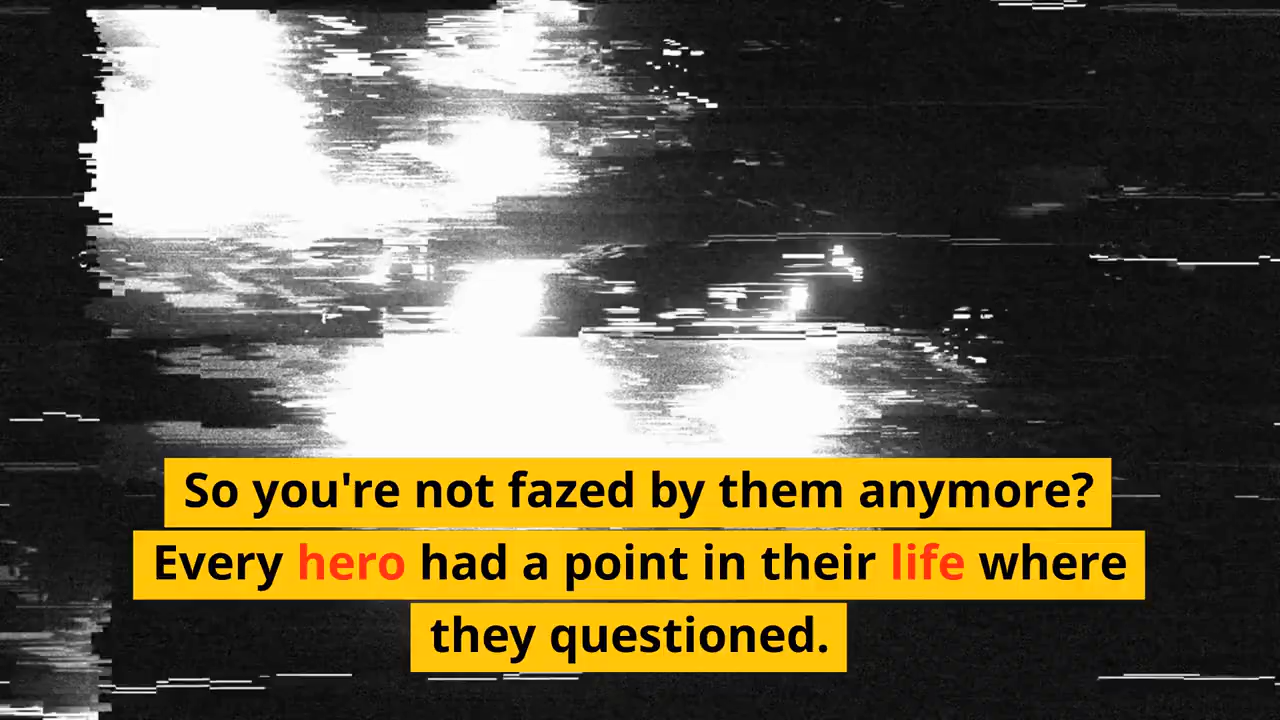 So you're not fazed by them anymore?
Every hero had a point in their life where
they questioned.